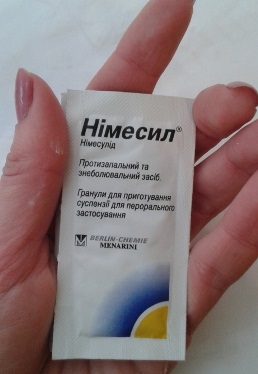 Німесил®
Німесулід
Протизапальний та
знеболювальний засіб.
Гранули для приготування
суспензії для перорального
застосування
BERLIN-CHEMIE
MENARINI